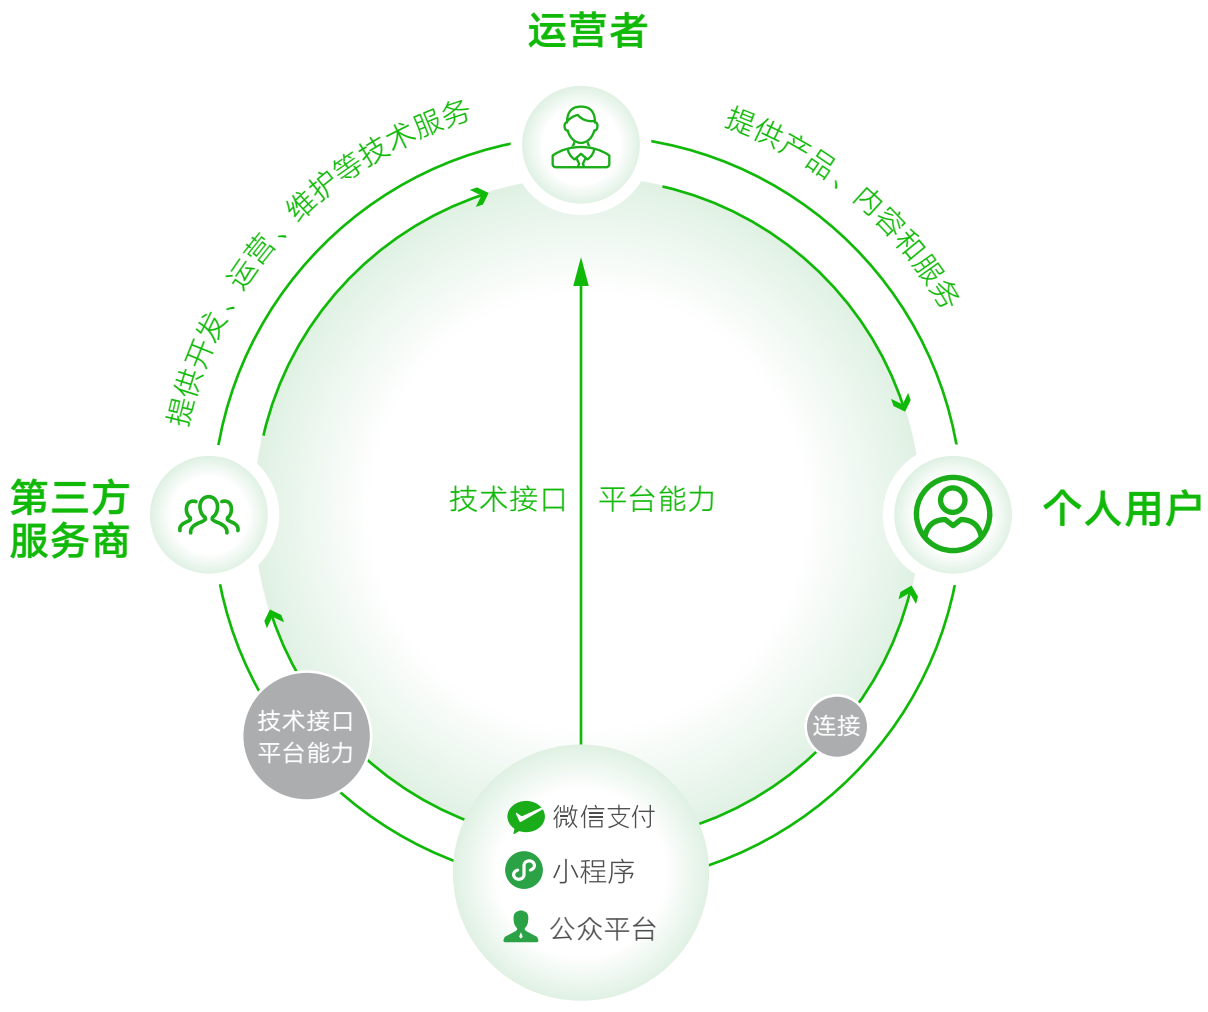 运营者
提供开发、运营、维护等技术服务
提供产品、内容和服务
第三方
服务商
技术接口
平台能力
个人用户
技术接口
平台能力
连接
微信支付
小程序
公众平台